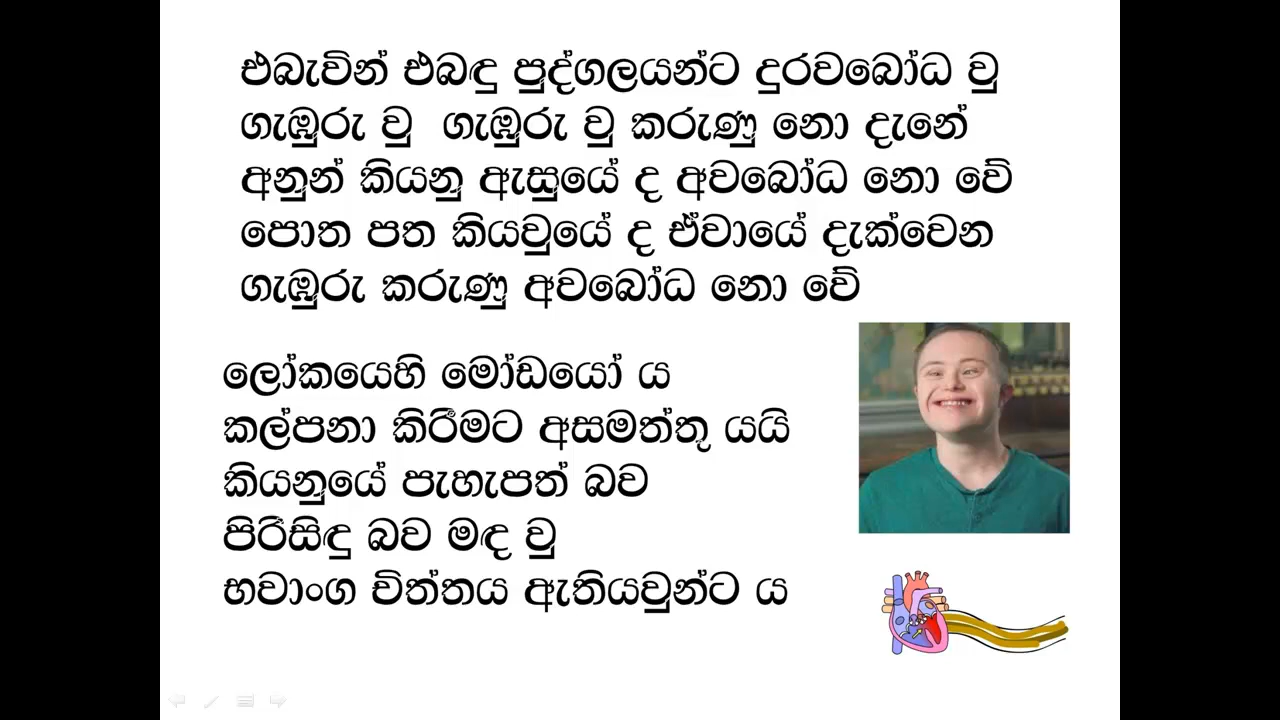 එබැවින් එබඳු පුද්ගලයන්ට දුරවබෝධ වු
ගැඹුරු වු ගැඹුරු වු කරුණු නො දැනේ
අනුන් කියනු ඇසුයේ ද අවබෝධ නො වේ
පොත පත කියවුයේ ද ඒවායේ දැක්වෙන
ගැඹුරු කරුණු අවබෝධ නො වේ
ලෝකයෙහි මෝඩයෝ ය
කල්පනා කිරීමට අසමත්තු යයි
කියනුයේ පැහැපත් බව
පිරිසිඳු බව මඳ වු
භවාංග චිත්තය ඇතියවුන්ට ය